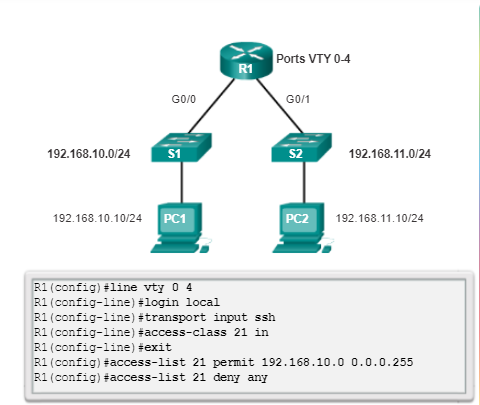 Ports VTY 0-4
R1
G0/0
G0/1
192.168.10.0/24
S1
S2
192.168.11.0/24
192.168.10.10/24
PC1
PC2
192.168.11.10/24
R1(config)#line vty 0 4
R1(config-line)#login local
R1(config-line)#transport input ssh
R1(config-line)#access-class 21 in
R1(config-line)#exit
R1(config)#access-list 21 permit 192.168.10.0 0.0.0.255
R1(config)#access-list 21 deny any